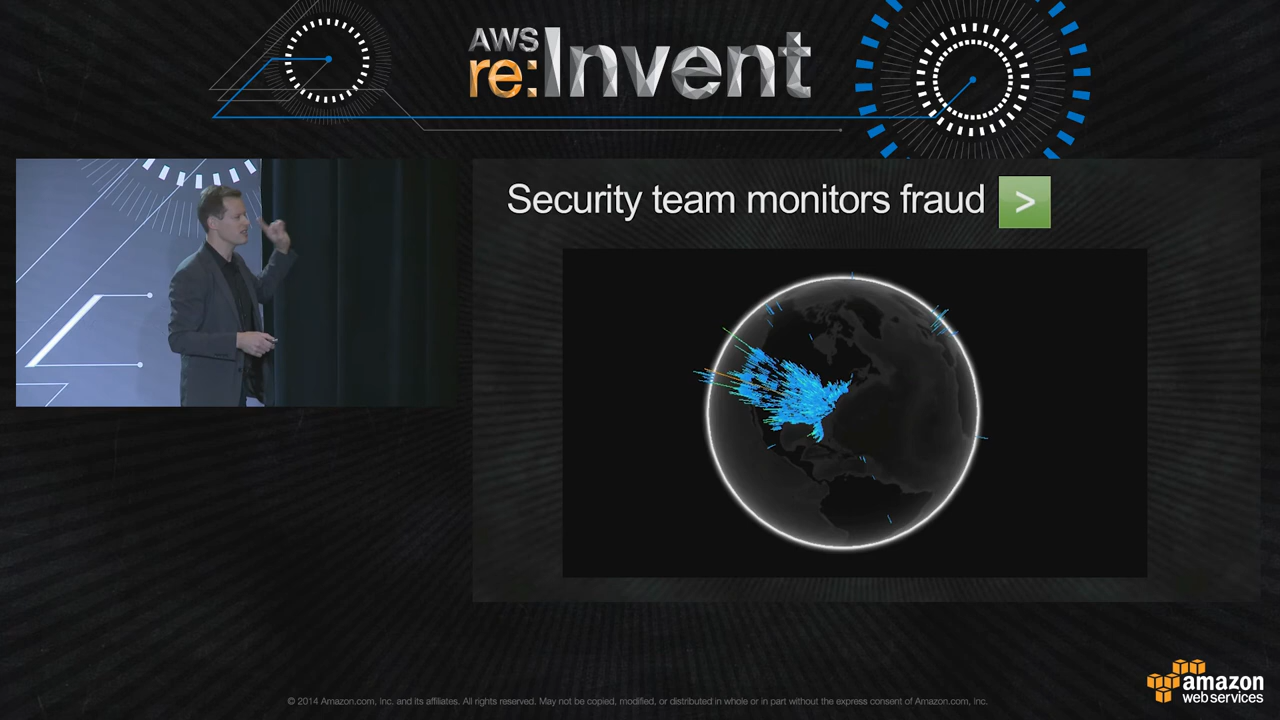 AWS
re:Invent
Security team monitors fraud >
amazon
web services
© 2014 Amazon.com, Inc. and its affiliates. All rights reserved. May not be copied, modified, or distributed in whole or in part without the express consent of Amazon.com, Inc.